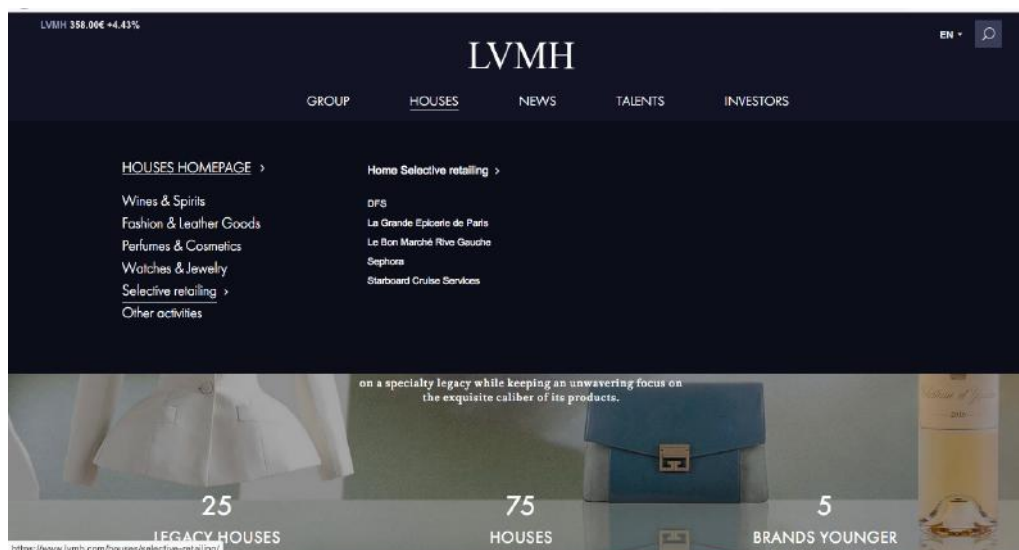 LVMH 358.00€ +4.43%
EN
LVMH
GROUP HOUSES NEWS TALENTS INVESTORS
HOUSES HOMEPAGE >
Wines & Spirits
Fashion & Leather Goods
Perfumes & Cosmetics
Watches & Jewelry
Selective retailing >
Other activities
Home Selective retailing >
DFS
La Grande Epicerie de Paris
Le Bon Marché Rive Gauche
Sephora
Starboard Cruise Services
on a specialty legacy while keeping an unwavering focus on
the exquisite caliber of its products.
25
LEGACY HOUSES
75
HOUSES
5
BRANDS YOUNGER
https://www.lvmh.com/houses/selective-retailing/